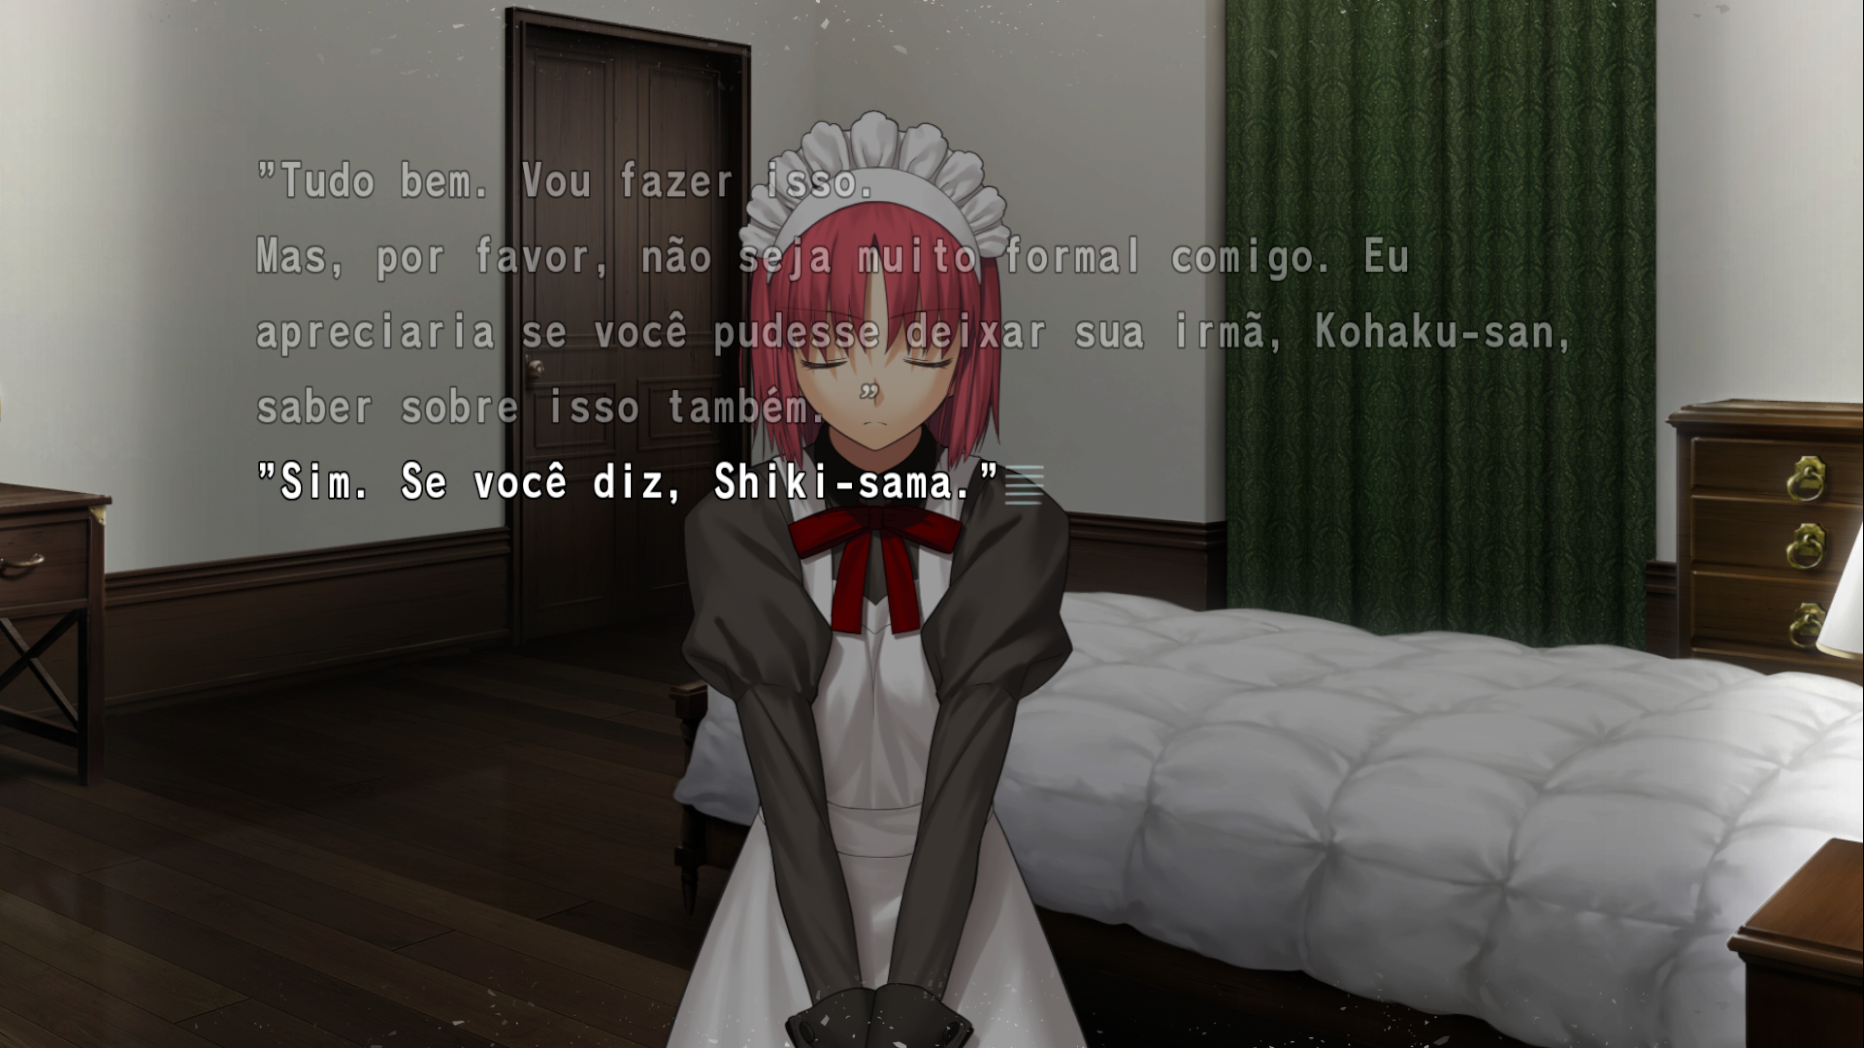 ”Tudo bem. Vou fazer isso.
Mas, por favor, não seja muito formal comigo. Eu
apreciaria se você pudesse deixar sua irmã, Kohaku-san,
saber sobre isso também. ”
”Sim. Se você diz, Shiki-sama.”